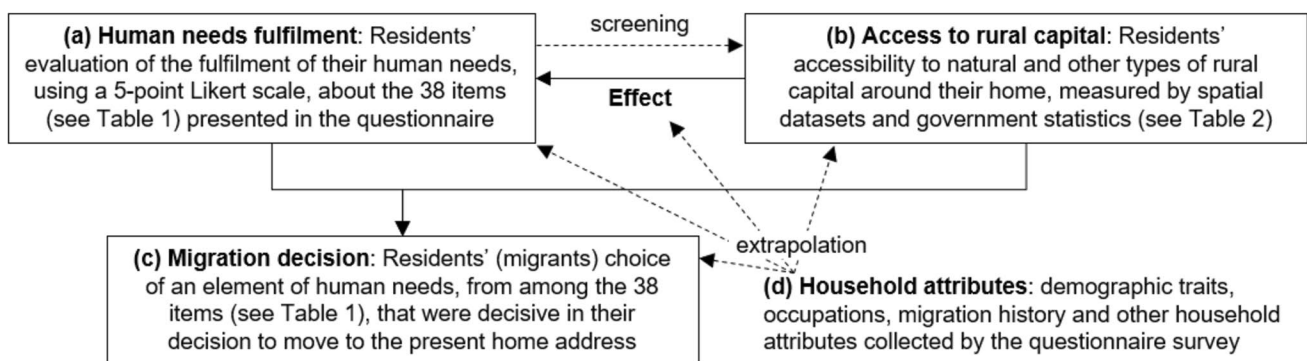 (a) Human needs fulfilment: Residents’
evaluation of the fulfilment of their human needs,
using a 5-point Likert scale, about the 38 items
(see Table 1) presented in the questionnaire
screening
Effect
(b) Access to rural capital: Residents’
accessibility to natural and other types of rural
capital around their home, measured by spatial
datasets and government statistics (see Table 2)
extrapolation
(c) Migration decision: Residents’ (migrants) choice
of an element of human needs, from among the 38
items (see Table 1), that were decisive in their
decision to move to the present home address
(d) Household attributes: demographic traits,
occupations, migration history and other household
attributes collected by the questionnaire survey